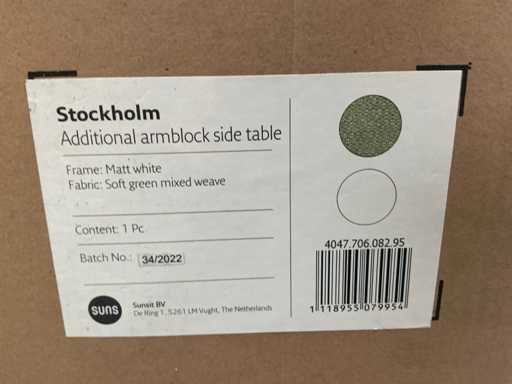 Stockholm
Additional armblock side table
Frame: Matt white
Fabric: Soft green mixed weave
Content: 1 Pc
Batch No.: 34/2022
suns
Sunsit BV
De Ring 1, 5261 LM Vught, The Netherlands
4047.706.082.95
1 118955 079954